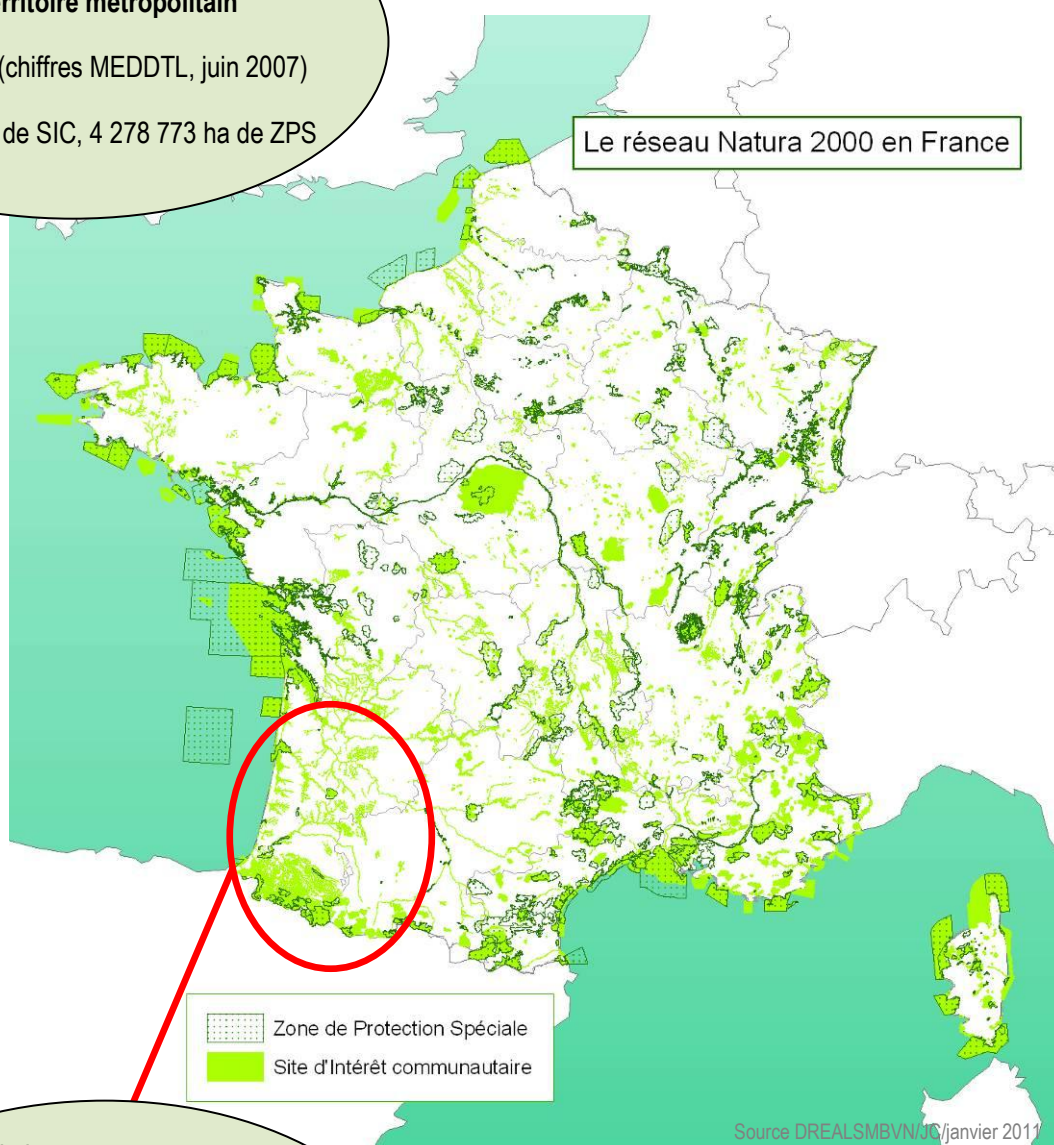 territoire métropolitain
(chiffres MEDDTL, juin 2007)
de SIC, 4 278 773 ha de ZPS
Le réseau Natura 2000 en France
Zone de Protection Spéciale
Site d'Intérêt communautaire
Source DREALSMBVN/JC/janvier 2011